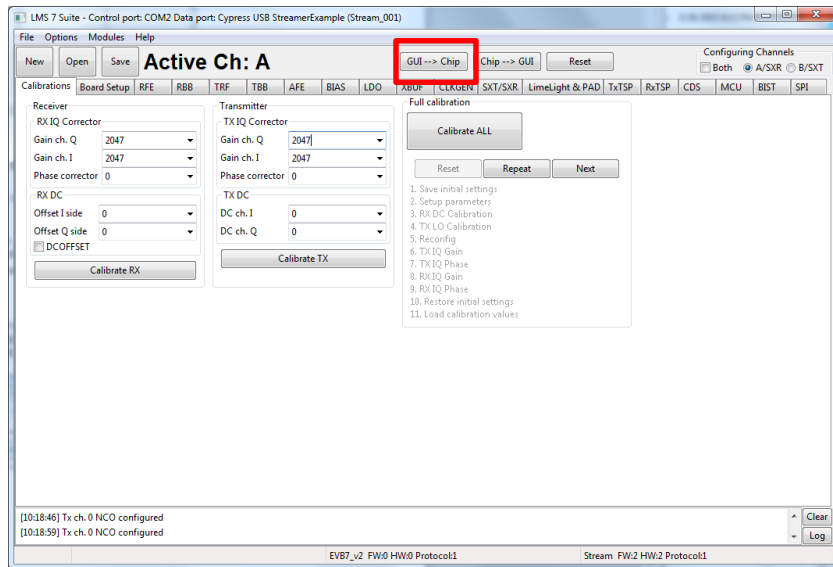 LMS 7 Suite - Control port: COM2 Data port: Cypress USB StreamerExample (Stream_001)
File Options Modules Help
New Open Save Active Ch: A GUI --> Chip Chip --> GUI Reset
Configuring Channels
Both A/SXR B/SXT
Calibrations Board Setup RFE RBB TRF TBB AFE BIAS LDO XBUF CLKGEN SXT/SXR LimeLight & PAD TxTSP RxTSP CDS MCU BIST SPI
Receiver
RX IQ Corrector
Gain ch. Q 2047
Gain ch. I 2047
Phase corrector 0
RX DC
Offset I side 0
Offset Q side 0
DCOFFSET
Calibrate RX
Transmitter
TX IQ Corrector
Gain ch. Q 2047
Gain ch. I 2047
Phase corrector 0
TX DC
DC ch. I 0
DC ch. Q 0
Calibrate TX
Full calibration
Calibrate ALL
Reset Repeat Next
1. Save initial settings
2. Setup parameters
3. RX DC Calibration
4. TX LO Calibration
5. Reconfig
6. TX IQ Gain
7. TX IQ Phase
8. RX IQ Gain
9. RX IQ Phase
10. Restore initial settings
11. Load calibration values
[10:18:46] Tx ch. 0 NCO configured
[10:18:59] Tx ch. 0 NCO configured
Clear
Log
EVB7_v2 FW:0 HW:0 Protocol:1 Stream FW:2 HW:2 Protocol:1